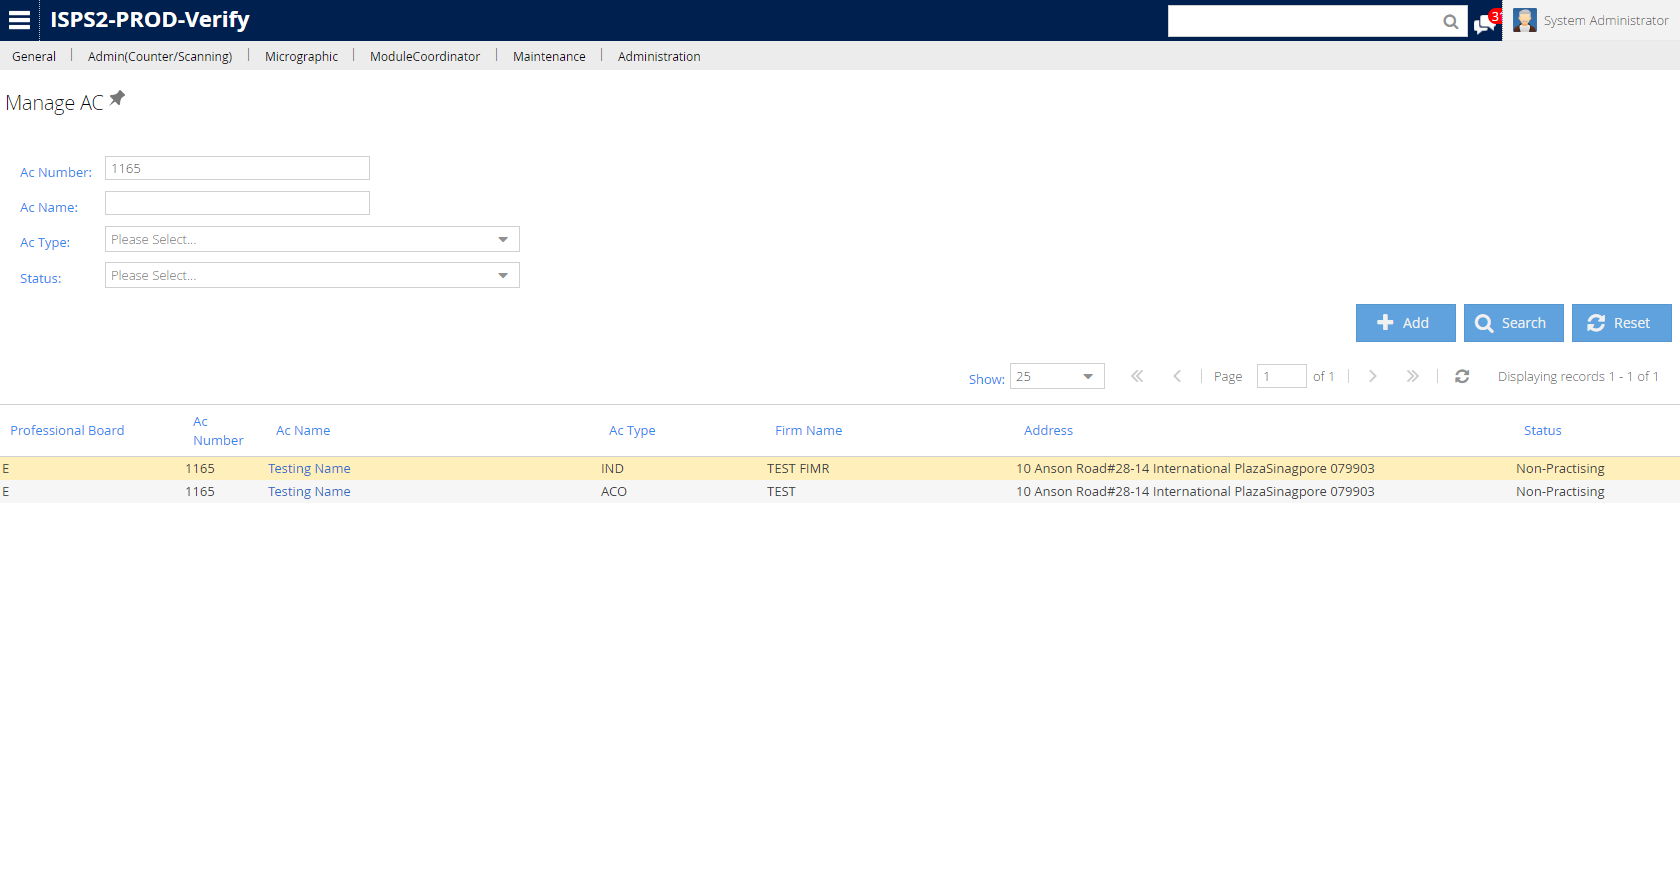 ISPS2-PROD-Verify
System Administrator
General Admin(Counter/Scanning) Micrographic ModuleCoordinator Maintenance Administration
Manage AC
Ac Number: 1165
Ac Name:
Ac Type: Please Select...
Status: Please Select...
Add Search Reset
Show: 25 Page 1 of 1 Displaying records 1 - 1 of 1
Professional Board Ac Number Ac Name Ac Type Firm Name Address Status
E 1165 Testing Name IND TEST FIMR 10 Anson Road#28-14 International PlazaSinagpore 079903 Non-Practising
E 1165 Testing Name ACO TEST 10 Anson Road#28-14 International PlazaSinagpore 079903 Non-Practising